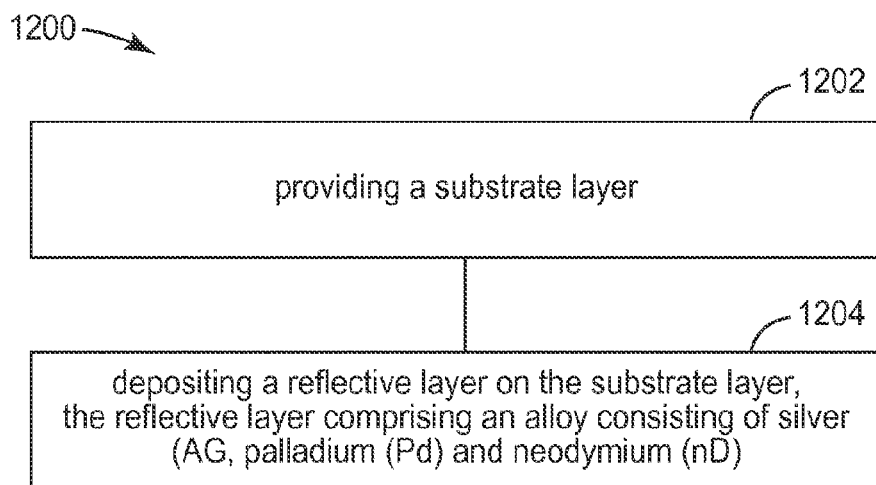 1200
1202
providing a substrate layer
1204
depositing a reflective layer on the substrate layer,
the reflective layer comprising an alloy consisting of silver
(AG, palladium (Pd) and neodymium (nD)